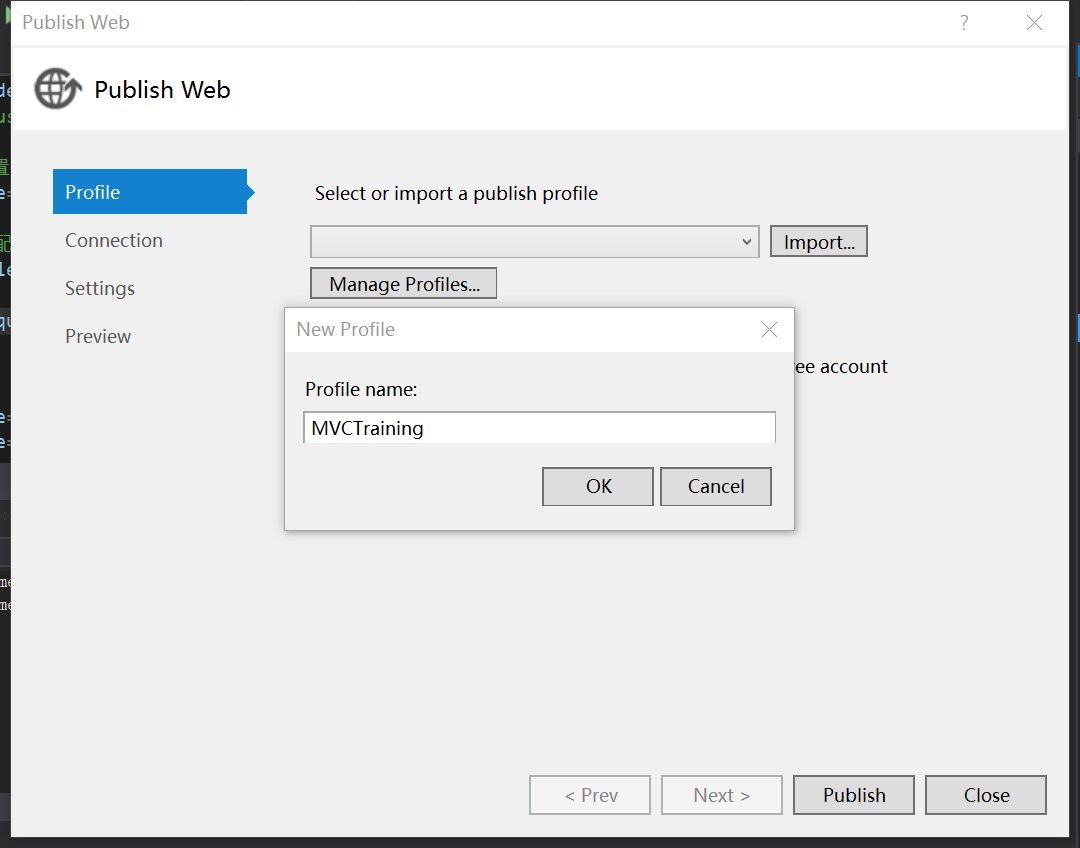 Publish Web
?
Publish Web
Profile
Connection
Settings
Preview
Select or import a publish profile
Import...
Manage Profiles...
New Profile
Profile name:
MVCTraining
OK
Cancel
account
< Prev
Next >
Publish
Close